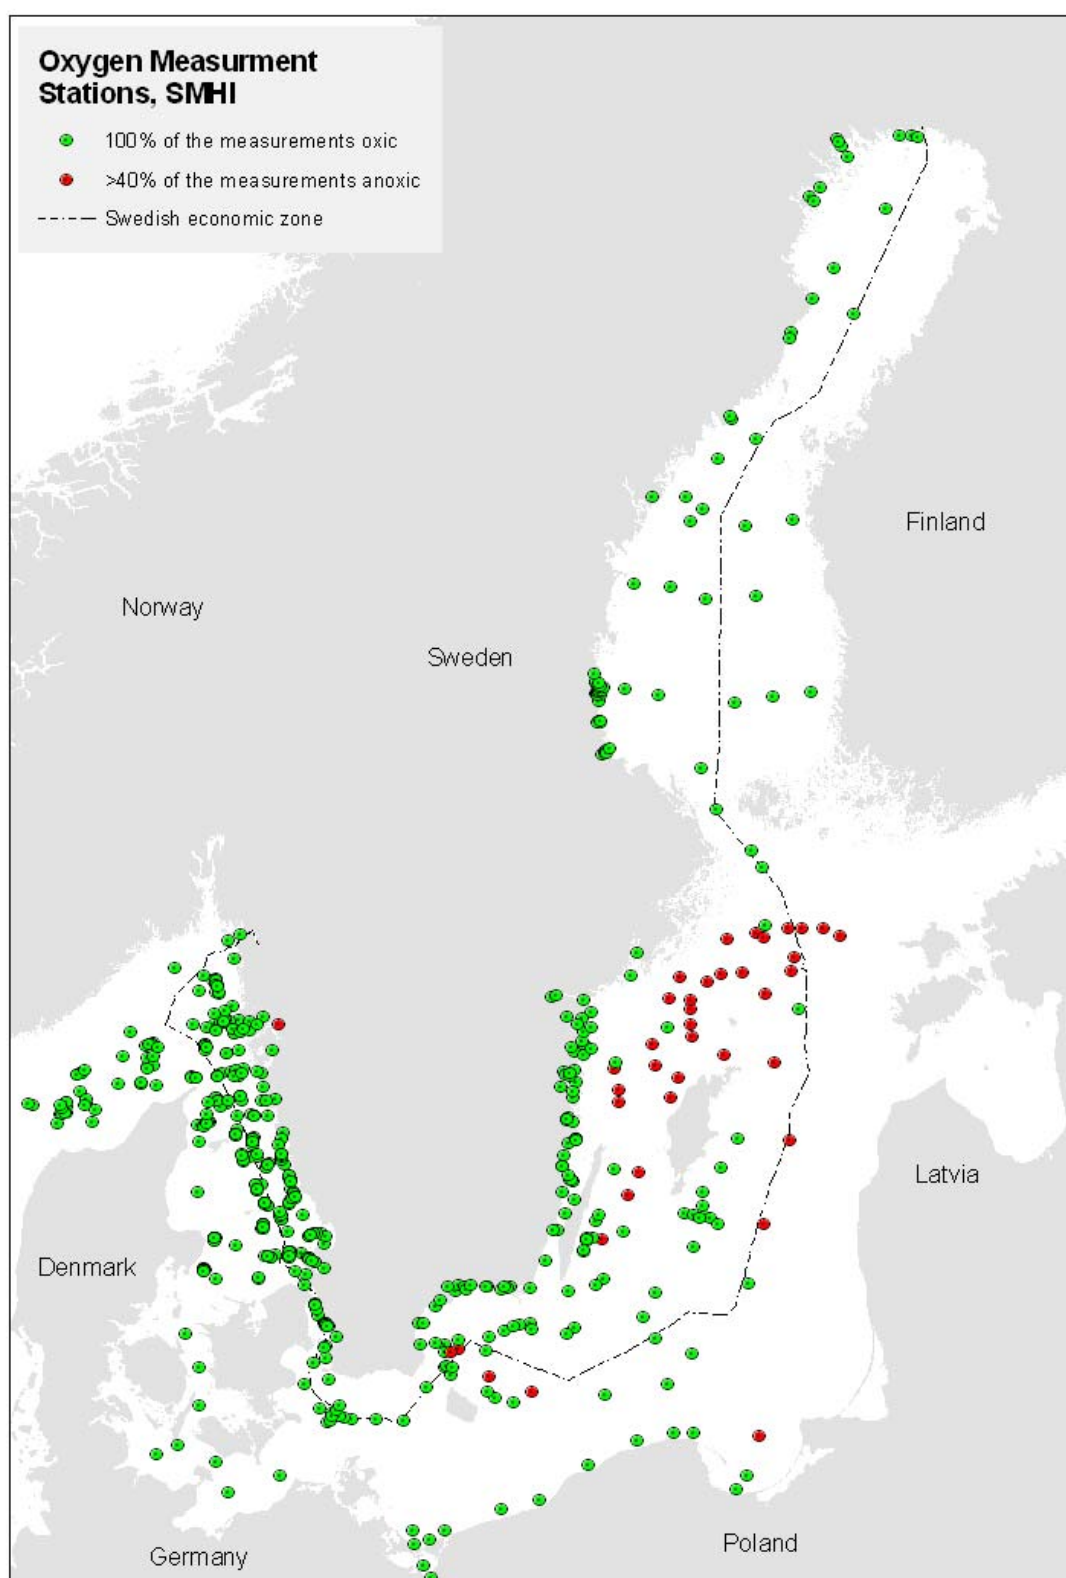 Oxygen Measurment
Stations, SMHI
100% of the measurements oxic
>40% of the measurements anoxic
Swedish economic zone
Finland
Norway
Sweden
Latvia
Denmark
Poland
Germany